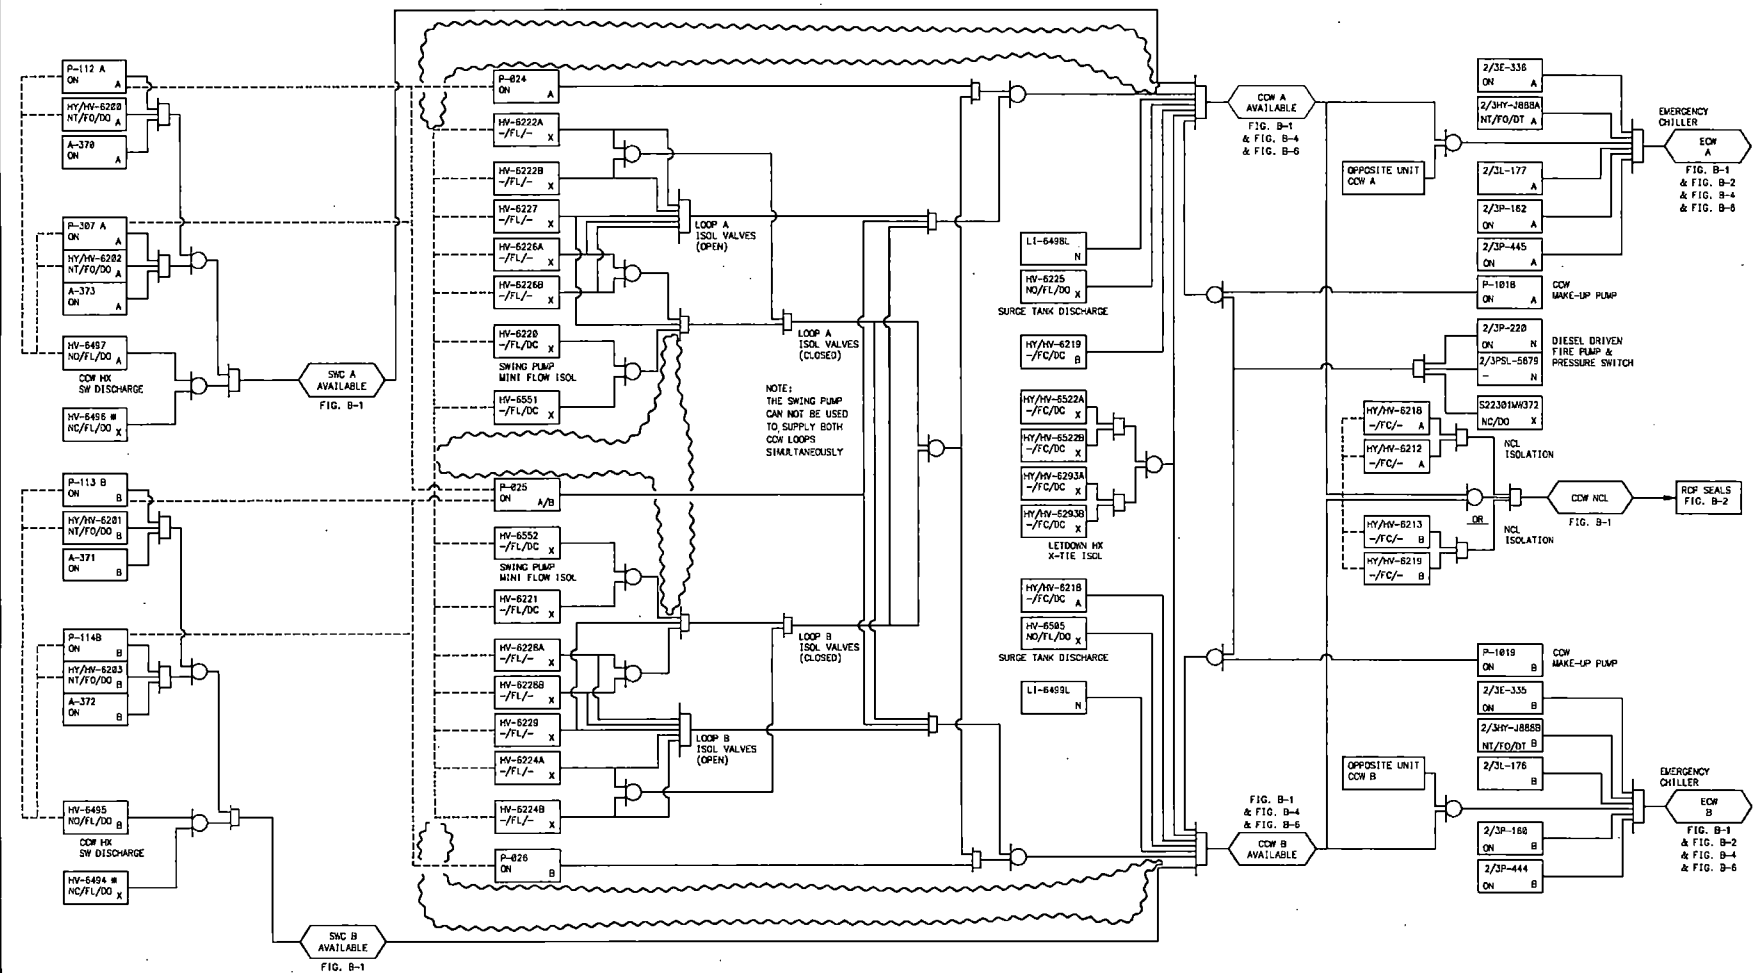 P-112 A
ON A
HY/HV-6200
NT/FO/DO A
A-370
ON A
P-307 A
ON A
HY/HV-6202
NT/FO/DO A
A-373
ON A
HV-6497
NO/FL/DO A
CCW HX
SW DISCHARGE
HV-6496 *
NC/FL/DO X
SWC A
AVAILABLE
FIG. B-1
P-113 B
ON B
HY/HV-6201
NT/FO/DO B
A-371
ON B
P-114B
ON B
HY/HV-6203
NT/FO/DO B
A-372
ON B
HV-6495
NO/FL/DO B
CCW HX
SW DISCHARGE
HV-6494 *
NC/FL/DO X
SWC B
AVAILABLE
FIG. B-1
P-024
ON A
HV-6222A
-/FL/-
HV-6222B
-/FL/- X
HV-6227
-/FL/- X
HV-6226A
-/FL/- X
HV-6226B
-/FL/- X
HV-6220
-/FL/DC X
SWING PUMP
MINI FLOW ISOL
HV-6551
-/FL/DC X
P-025
ON A/B
HV-6552
-/FL/DC X
SWING PUMP
MINI FLOW ISOL
HV-6221
-/FL/DC X
HV-6228A
-/FL/- X
HV-6228B
-/FL/- X
HV-6229
-/FL/- X
HV-6224A
-/FL/- X
HV-6224B
-/FL/- X
P-026
ON B
LOOP A
ISOL VALVES
(OPEN)
LOOP A
ISOL VALVES
(CLOSED)
NOTE:
THE SWING PUMP
CAN NOT BE USED
TO SUPPLY BOTH
CCW LOOPS
SIMULTANEOUSLY
LOOP B
ISOL VALVES
(CLOSED)
LOOP B
ISOL VALVES
(OPEN)
LI-6498L
N
HV-6225
NO/FL/DO X
SURGE TANK DISCHARGE
HY/HV-6219
-/FC/DC B
HY/HV-6522A
-/FC/DC X
HY/HV-6522B
-/FC/DC X
HY/HV-6293A
-/FC/DC X
HY/HV-6293B
-/FC/DC X
LETDOWN HX
X-TIE ISOL
HY/HV-6218
-/FC/DC A
HV-6505
NO/FL/DO X
SURGE TANK DISCHARGE
LI-6499L
N
CCW A
AVAILABLE
FIG. B-1
& FIG. B-4
& FIG. B-6
FIG. B-1
& FIG. B-4
& FIG. B-6
CCW B
AVAILABLE
OPPOSITE UNIT
CCW A
HY/HV-6218
-/FC/- A
HY/HV-6212
-/FC/- A
NCL
ISOLATION
OR
HY/HV-6213
-/FC/- B
HY/HV-6219
-/FC/- B
NCL
ISOLATION
CCW NCL
FIG. B-1
RCP SEALS
FIG. B-2
OPPOSITE UNIT
CCW B
2/3E-336
ON A
2/3HY-J888A
NT/FO/DT A
2/3L-177
A
2/3P-162
ON A
2/3P-445
ON A
EMERGENCY
CHILLER
ECW
A
FIG. B-1
& FIG. B-2
& FIG. B-4
& FIG. B-6
P-1018
ON A
CCW
MAKE-UP PUMP
2/3P-220
ON N
2/3PSL-5679
- N
DIESEL DRIVEN
FIRE PUMP &
PRESSURE SWITCH
S22301MW372
NC/DO X
P-1019
ON B
CCW
MAKE-UP PUMP
2/3E-335
ON B
2/3HY-J888B
NT/FO/DT B
2/3L-176
B
2/3P-160
ON B
2/3P-444
ON B
EMERGENCY
CHILLER
ECW
B
FIG. B-1
& FIG. B-2
& FIG. B-4
& FIG. B-6